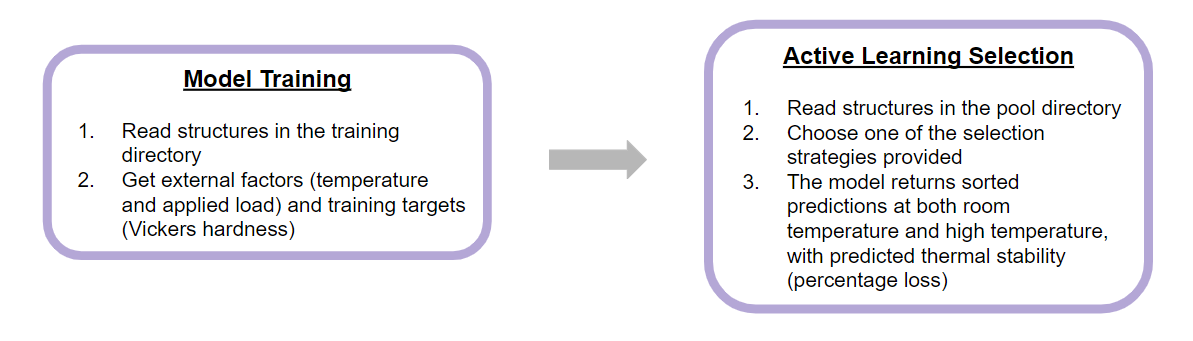 Model Training
1. Read structures in the training
directory
2. Get external factors (temperature
and applied load) and training targets
(Vickers hardness)
Active Learning Selection
1. Read structures in the pool directory
2. Choose one of the selection
strategies provided
3. The model returns sorted
predictions at both room
temperature and high temperature,
with predicted thermal stability
(percentage loss)